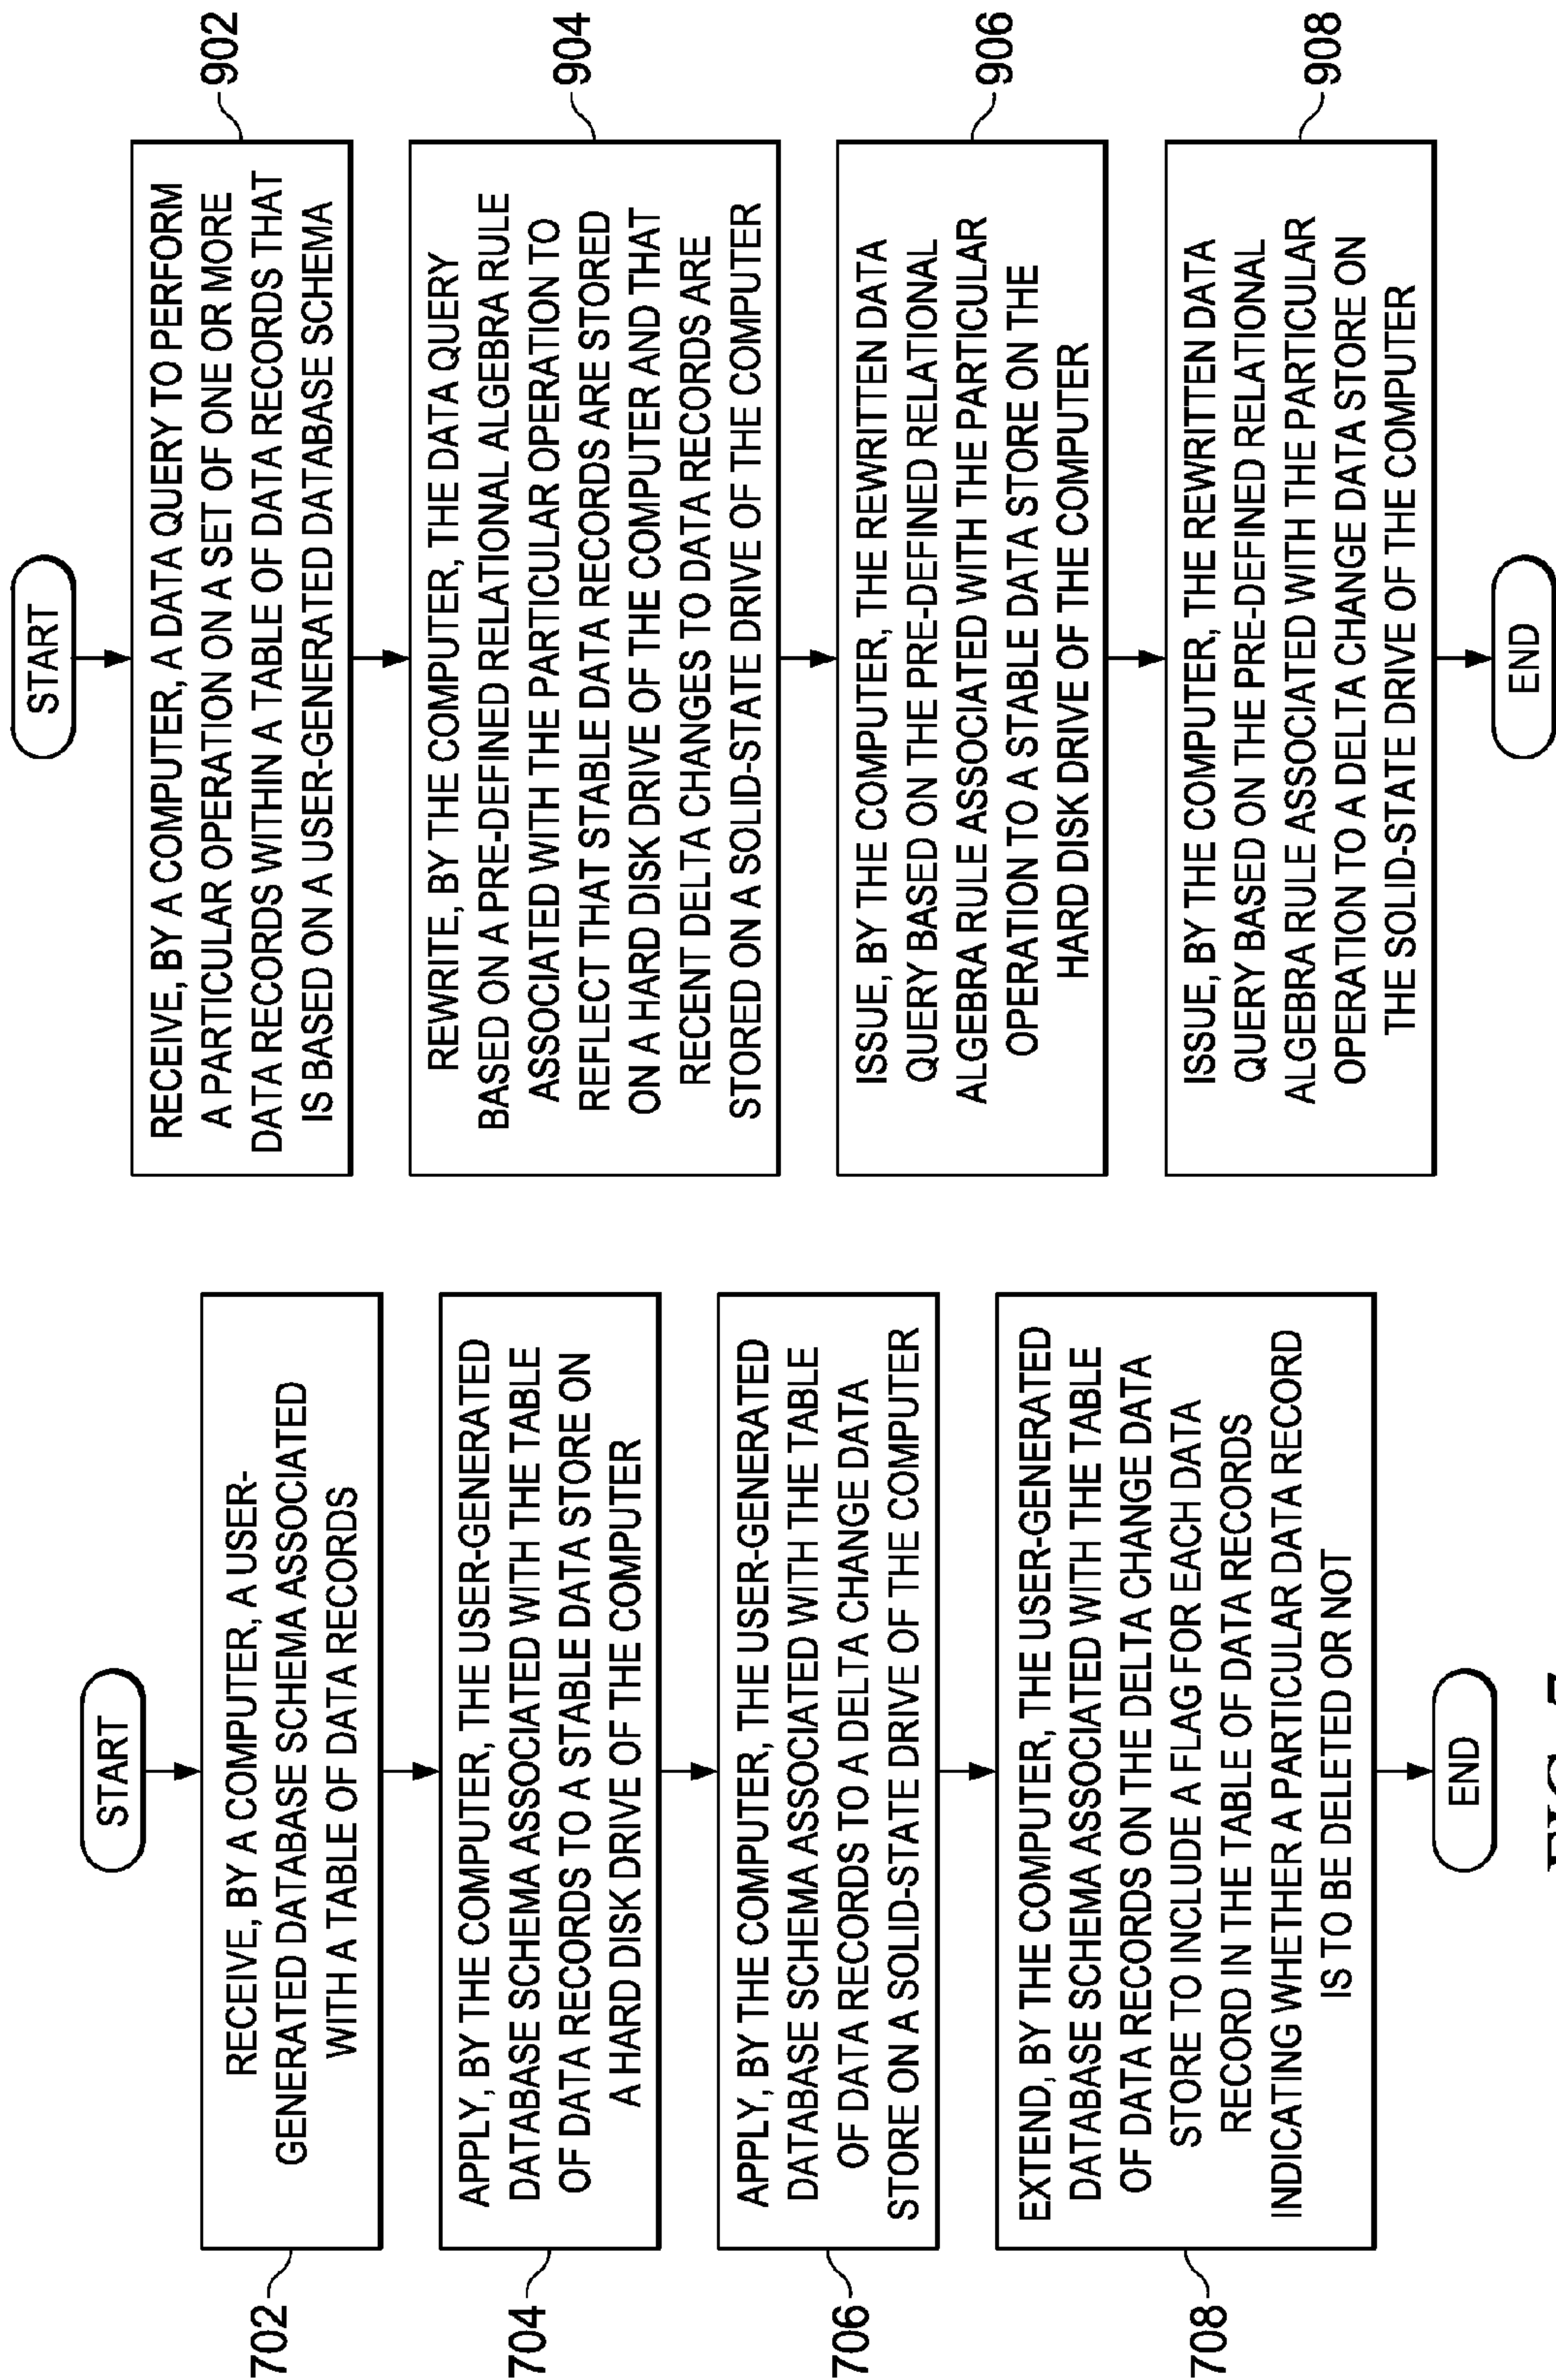 START
702
RECEIVE, BY A COMPUTER, A USER-
GENERATED DATABASE SCHEMA ASSOCIATED
WITH A TABLE OF DATA RECORDS
704
APPLY, BY THE COMPUTER, THE USER-GENERATED
DATABASE SCHEMA ASSOCIATED WITH THE TABLE
OF DATA RECORDS TO A STABLE DATA STORE ON
A HARD DISK DRIVE OF THE COMPUTER
706
APPLY, BY THE COMPUTER, THE USER-GENERATED
DATABASE SCHEMA ASSOCIATED WITH THE TABLE
OF DATA RECORDS TO A DELTA CHANGE DATA
STORE ON A SOLID-STATE DRIVE OF THE COMPUTER
708
EXTEND, BY THE COMPUTER, THE USER-GENERATED
DATABASE SCHEMA ASSOCIATED WITH THE TABLE
OF DATA RECORDS ON THE DELTA CHANGE DATA
STORE TO INCLUDE A FLAG FOR EACH DATA
RECORD IN THE TABLE OF DATA RECORDS
INDICATING WHETHER A PARTICULAR DATA RECORD
IS TO BE DELETED OR NOT
END
START
902
RECEIVE, BY A COMPUTER, A DATA QUERY TO PERFORM
A PARTICULAR OPERATION ON A SET OF ONE OR MORE
DATA RECORDS WITHIN A TABLE OF DATA RECORDS THAT
IS BASED ON A USER-GENERATED DATABASE SCHEMA
904
REWRITE, BY THE COMPUTER, THE DATA QUERY
BASED ON A PRE-DEFINED RELATIONAL ALGEBRA RULE
ASSOCIATED WITH THE PARTICULAR OPERATION TO
REFLECT THAT STABLE DATA RECORDS ARE STORED
ON A HARD DISK DRIVE OF THE COMPUTER AND THAT
RECENT DELTA CHANGES TO DATA RECORDS ARE
STORED ON A SOLID-STATE DRIVE OF THE COMPUTER
906
ISSUE, BY THE COMPUTER, THE REWRITTEN DATA
QUERY BASED ON THE PRE-DEFINED RELATIONAL
ALGEBRA RULE ASSOCIATED WITH THE PARTICULAR
OPERATION TO A STABLE DATA STORE ON THE
HARD DISK DRIVE OF THE COMPUTER
908
ISSUE, BY THE COMPUTER, THE REWRITTEN DATA
QUERY BASED ON THE PRE-DEFINED RELATIONAL
ALGEBRA RULE ASSOCIATED WITH THE PARTICULAR
OPERATION TO A DELTA CHANGE DATA STORE ON
THE SOLID-STATE DRIVE OF THE COMPUTER
END